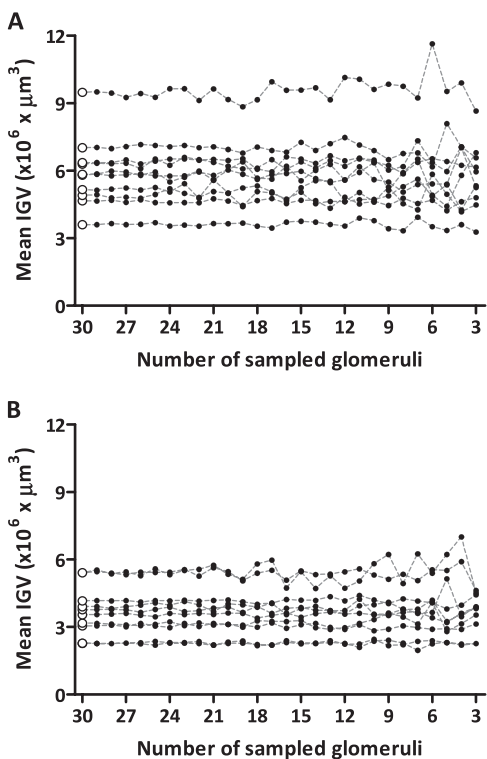 A
12
9
6
3
0
Mean IGV (x10⁶ x μm³)
30 27 24 21 18 15 12 9 6 3
Number of sampled glomeruli
B
12
9
6
3
0
Mean IGV (x10⁶ x μm³)
30 27 24 21 18 15 12 9 6 3
Number of sampled glomeruli